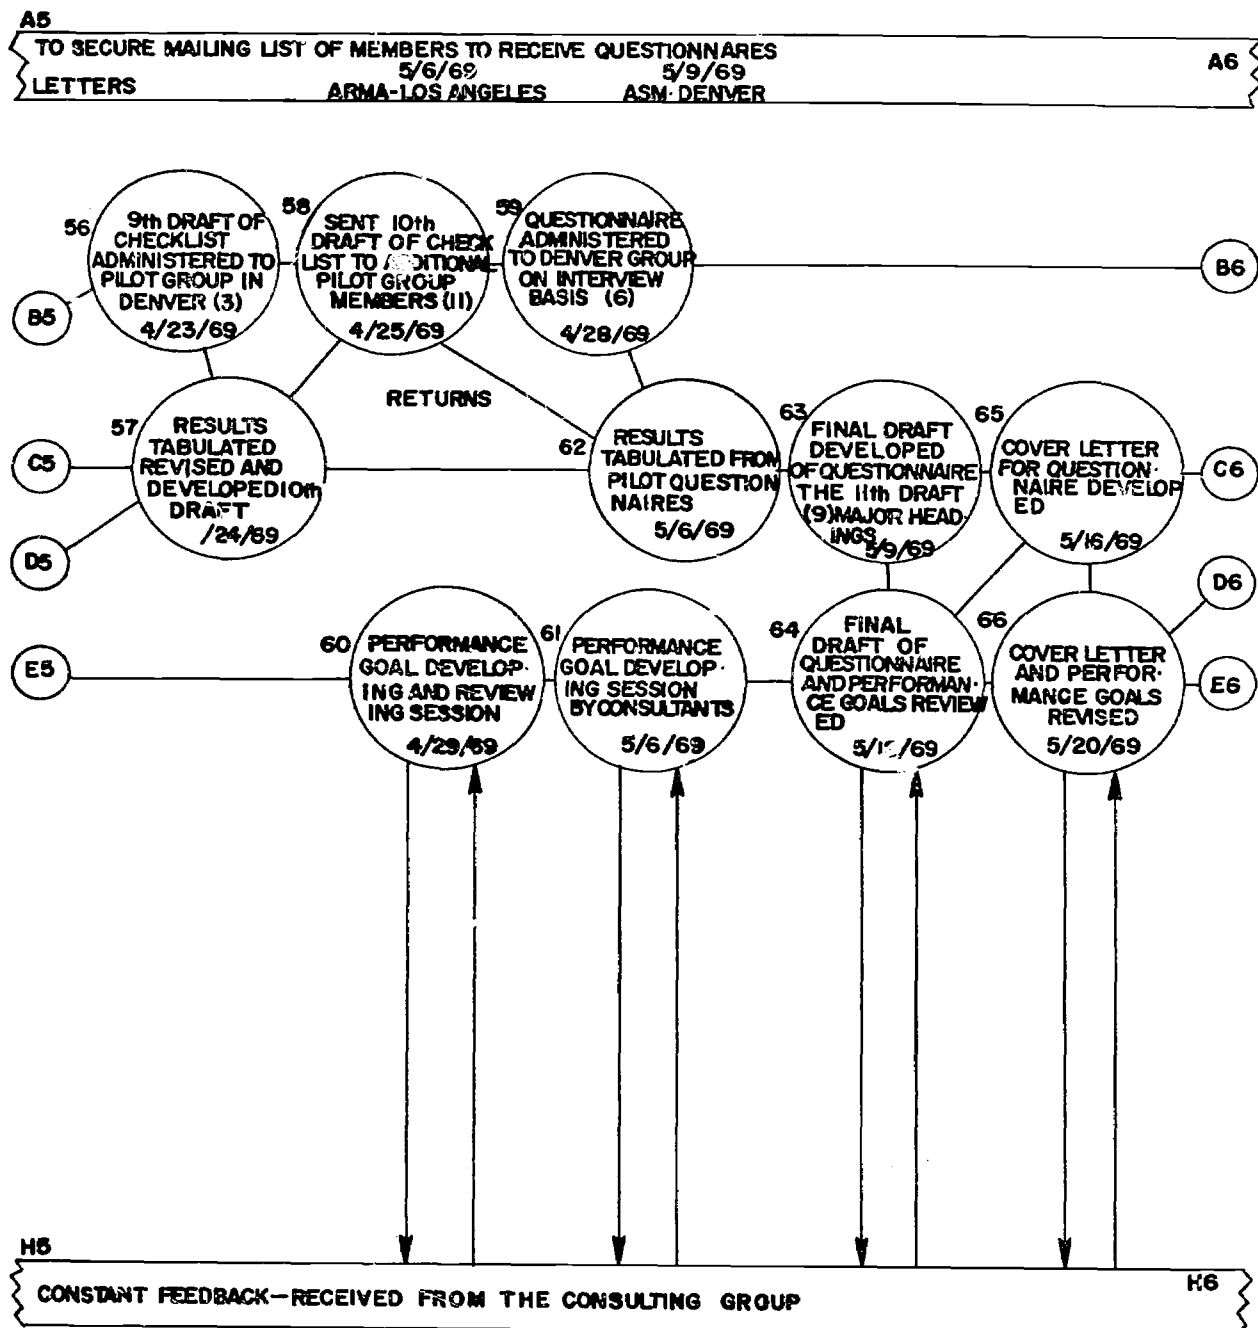 A5
TO SECURE MAILING LIST OF MEMBERS TO RECEIVE QUESTIONNARES
A6
5/6/69
5/9/69
LETTERS
ARMA-LOS ANGELES
ASM-DENVER
56
9th DRAFT OF
CHECKLIST
ADMINISTERED TO
PILOT GROUP IN
DENVER (3)
4/23/69
58
SENT 10th
DRAFT OF CHECK
LIST TO ADDITIONAL
PILOT GROUP
MEMBERS (11)
4/25/69
59
QUESTIONNAIRE
ADMINISTERED
TO DENVER GROUP
ON INTERVIEW
BASIS (6)
4/28/69
B6
B5
RETURNS
57
RESULTS
TABULATED
REVISED AND
DEVELOPED 10th
DRAFT
/24/69
62
RESULTS
TABULATED FROM
PILOT QUESTION
NAIRES
5/6/69
63
FINAL DRAFT
DEVELOPED
OF QUESTIONNAIRE
THE 11th DRAFT
(9) MAJOR HEAD-
INGS
5/9/69
65
COVER LETTER
FOR QUESTION-
NAIRE DEVELOP
ED
5/16/69
C5
C6
D5
D6
60
PERFORMANCE
GOAL DEVELOP-
ING AND REVIEW
ING SESSION
4/29/69
61
PERFORMANCE
GOAL DEVELOP-
ING SESSION
BY CONSULTANTS
5/6/69
64
FINAL
DRAFT OF
QUESTIONNAIRE
AND PERFORMAN-
CE GOALS REVIEW
ED
66
COVER LETTER
AND PERFOR-
MANCE GOALS
REVISED
5/20/69
E5
E6
H5
CONSTANT FEEDBACK—RECEIVED FROM THE CONSULTING GROUP
H6